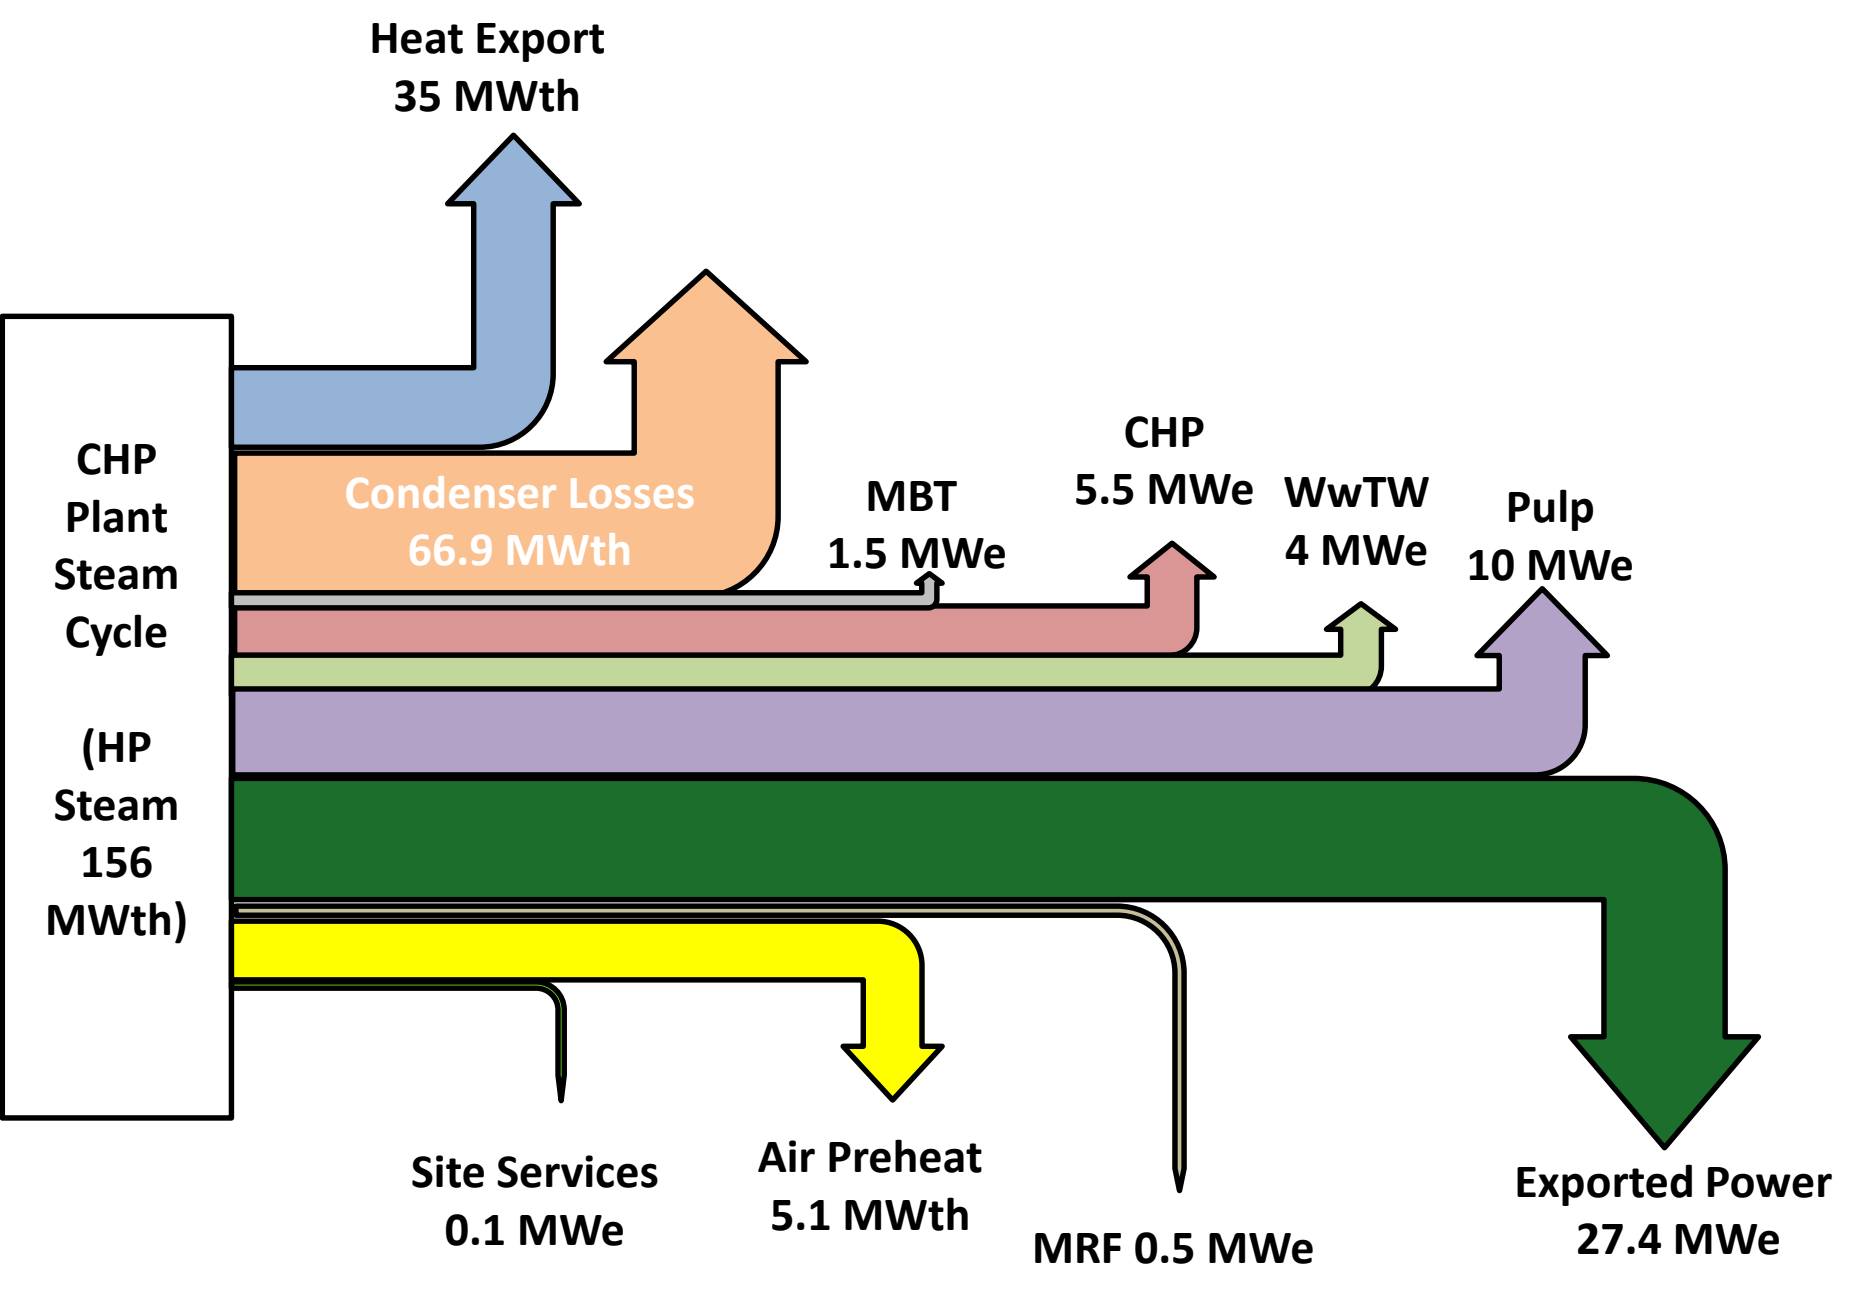 Heat Export
35 MWth
CHP
Plant
Steam
Cycle
(HP
Steam
156
MWth)
Condenser Losses
66.9 MWth
MBT
1.5 MWe
CHP
5.5 MWe
WwTW
4 MWe
Pulp
10 MWe
Site Services
0.1 MWe
Air Preheat
5.1 MWth
MRF 0.5 MWe
Exported Power
27.4 MWe